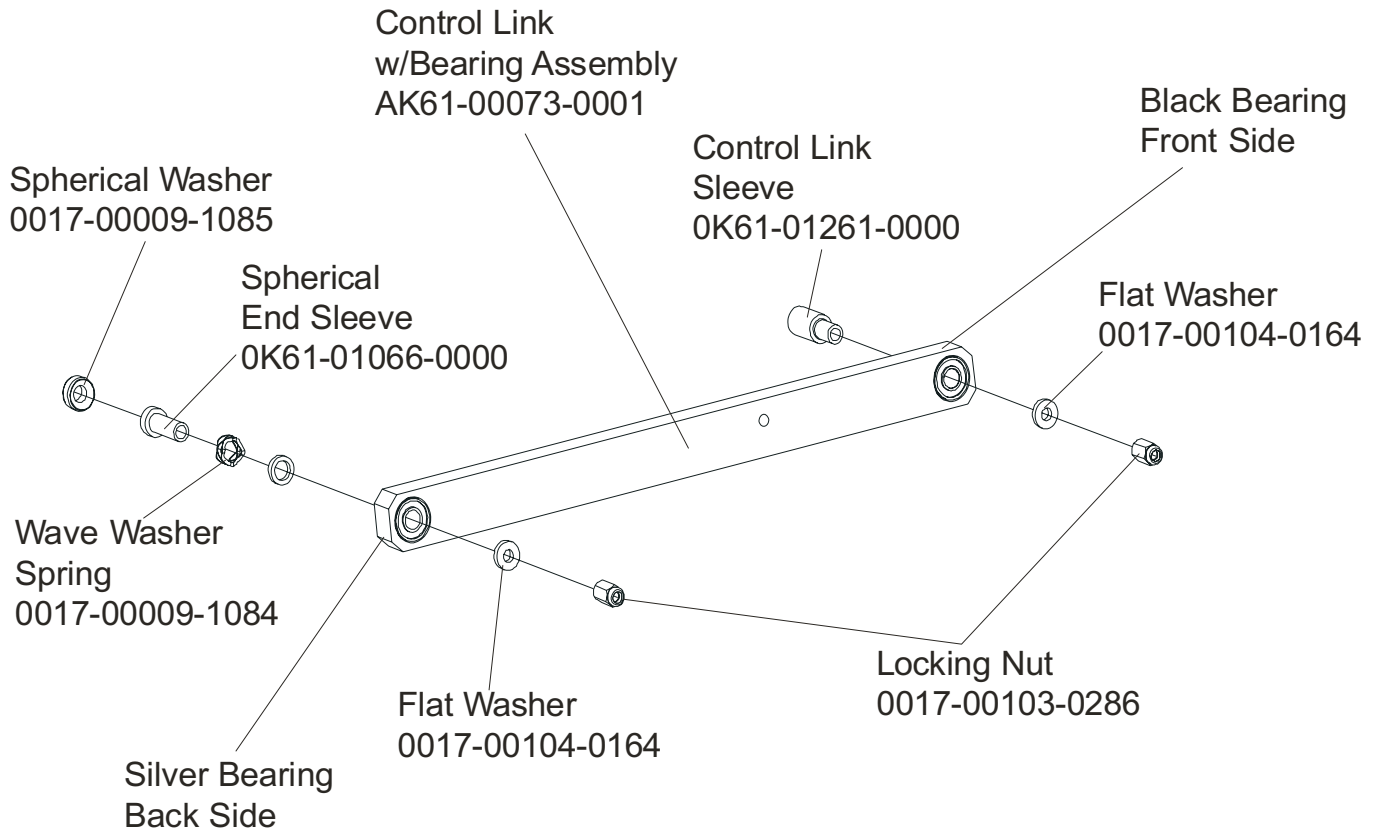 Control Link
w/Bearing Assembly
AK61-00073-0001
Black Bearing
Front Side
Control Link
Sleeve
0K61-01261-0000
Spherical Washer
0017-00009-1085
Spherical
End Sleeve
0K61-01066-0000
Flat Washer
0017-00104-0164
Wave Washer
Spring
0017-00009-1084
Locking Nut
0017-00103-0286
Flat Washer
0017-00104-0164
Silver Bearing
Back Side